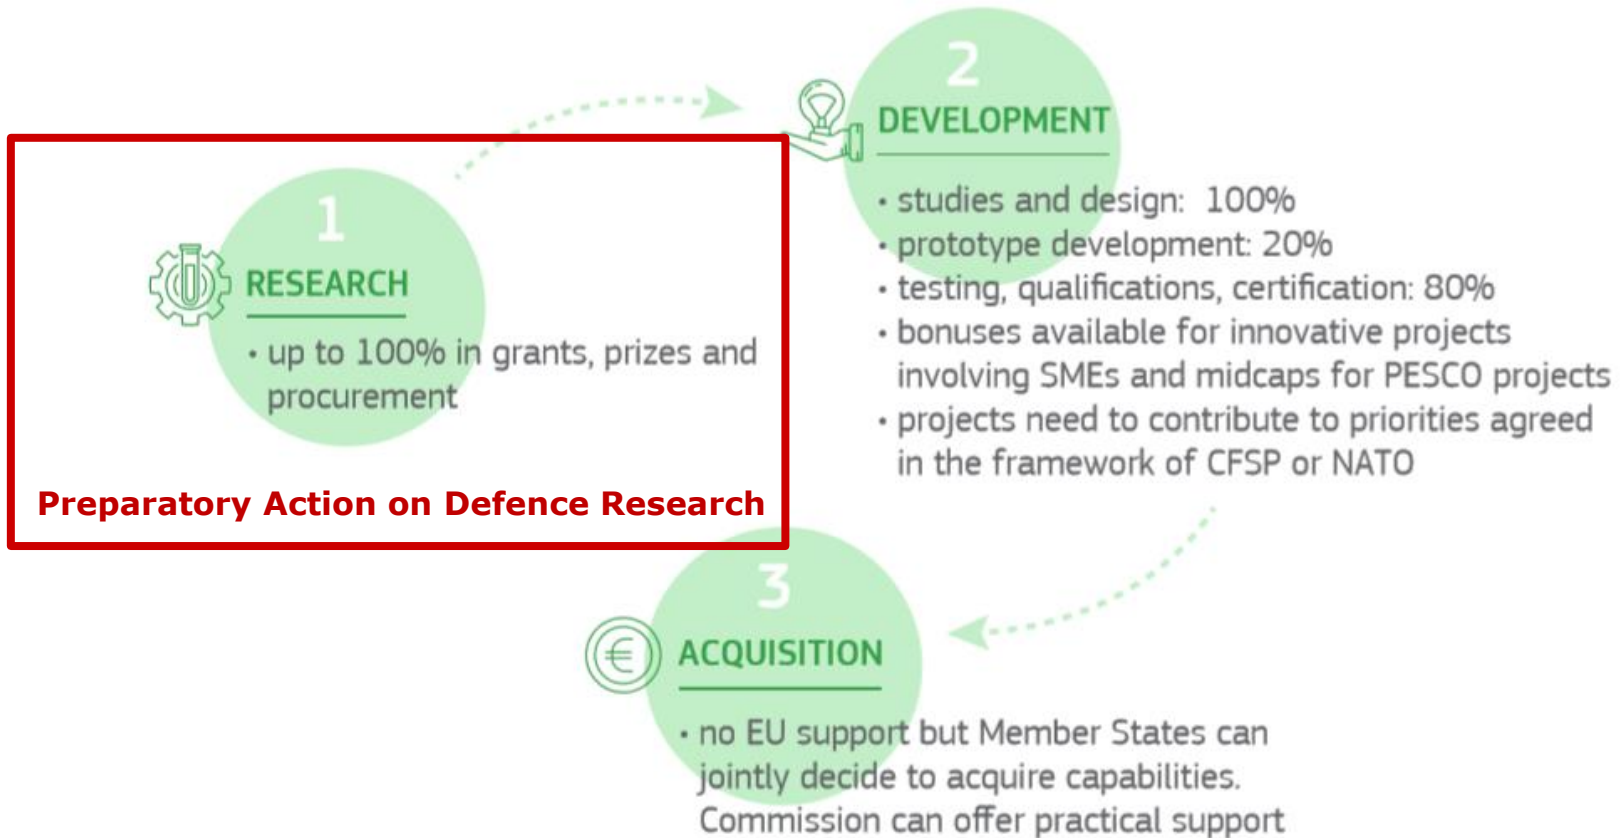 1
RESEARCH
• up to 100% in grants, prizes and
procurement
Preparatory Action on Defence Research
2
DEVELOPMENT
• studies and design: 100%
• prototype development: 20%
• testing, qualifications, certification: 80%
• bonuses available for innovative projects
involving SMEs and midcaps for PESCO projects
• projects need to contribute to priorities agreed
in the framework of CFSP or NATO
3
€
ACQUISITION
• no EU support but Member States can
jointly decide to acquire capabilities.
Commission can offer practical support